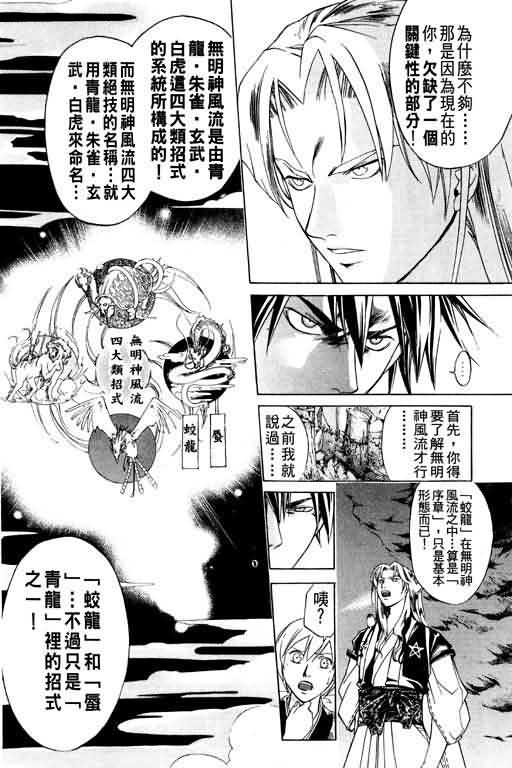 為什麼不夠……
那是因為現在的
你，欠缺了一個
關鍵性的部分！
…
首先，你得
要了解無明
神風流才行
……
之前我就
說過……
「蛟龍」在無明神
風流之中…算是「
序章」，只是基本
形態而已！
咦？
無明神風流是由青
龍．朱雀．玄武．
白虎這四大類招式
的系統所構成的！
而無明神風流四大
類絕技的名稱…就
用青龍．朱雀．玄
武．白虎來命名…
無明神風流
四大類招式
蜃
蛟龍
「蛟龍」和「蜃
」…不過只是「
青龍」裡的招式
之一！